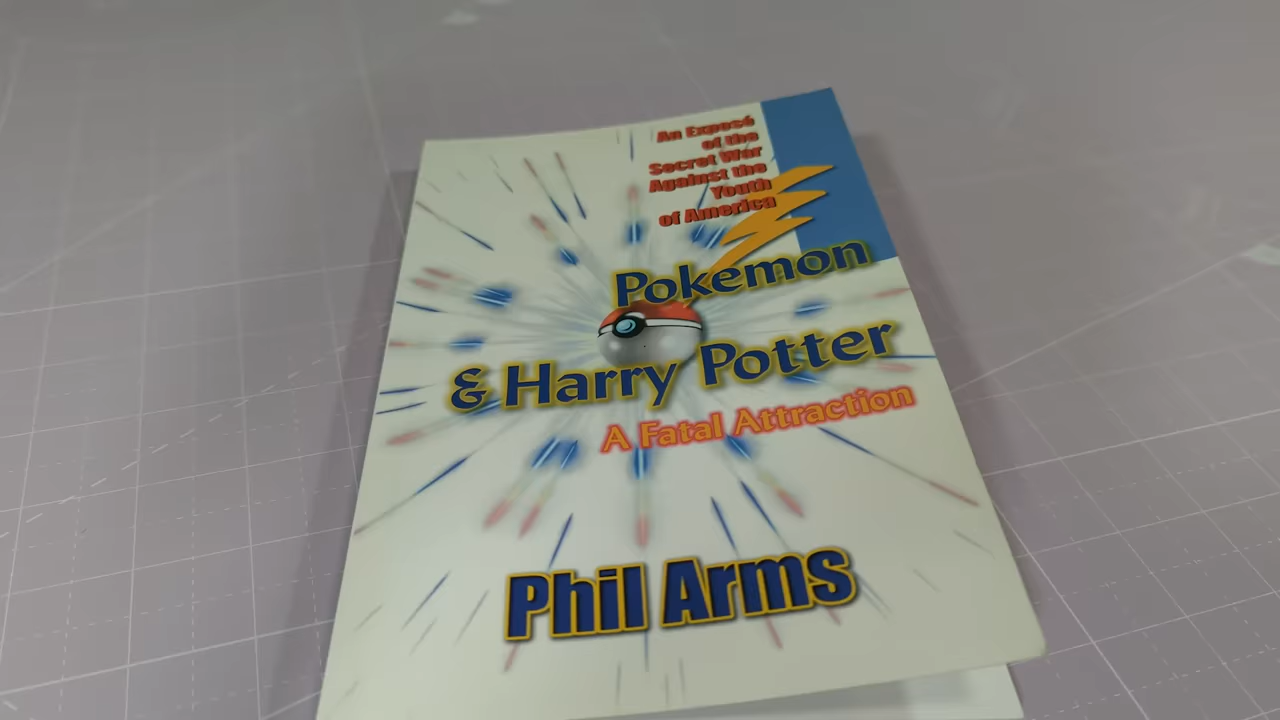 An Exposé
of the
Secret War
Against the
Youth
of America
Pokemon
& Harry Potter
A Fatal Attraction
Phil Arms